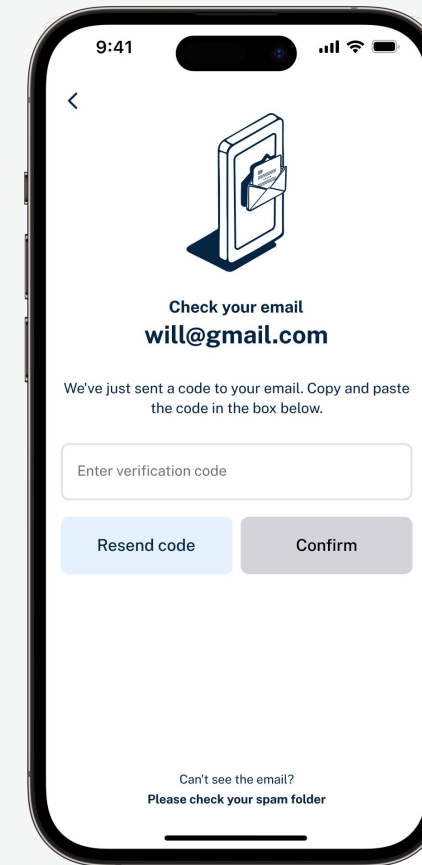 9:41
Check your email
will@gmail.com
We've just sent a code to your email. Copy and paste
the code in the box below.
Enter verification code
Resend code
Confirm
Can't see the email?
Please check your spam folder